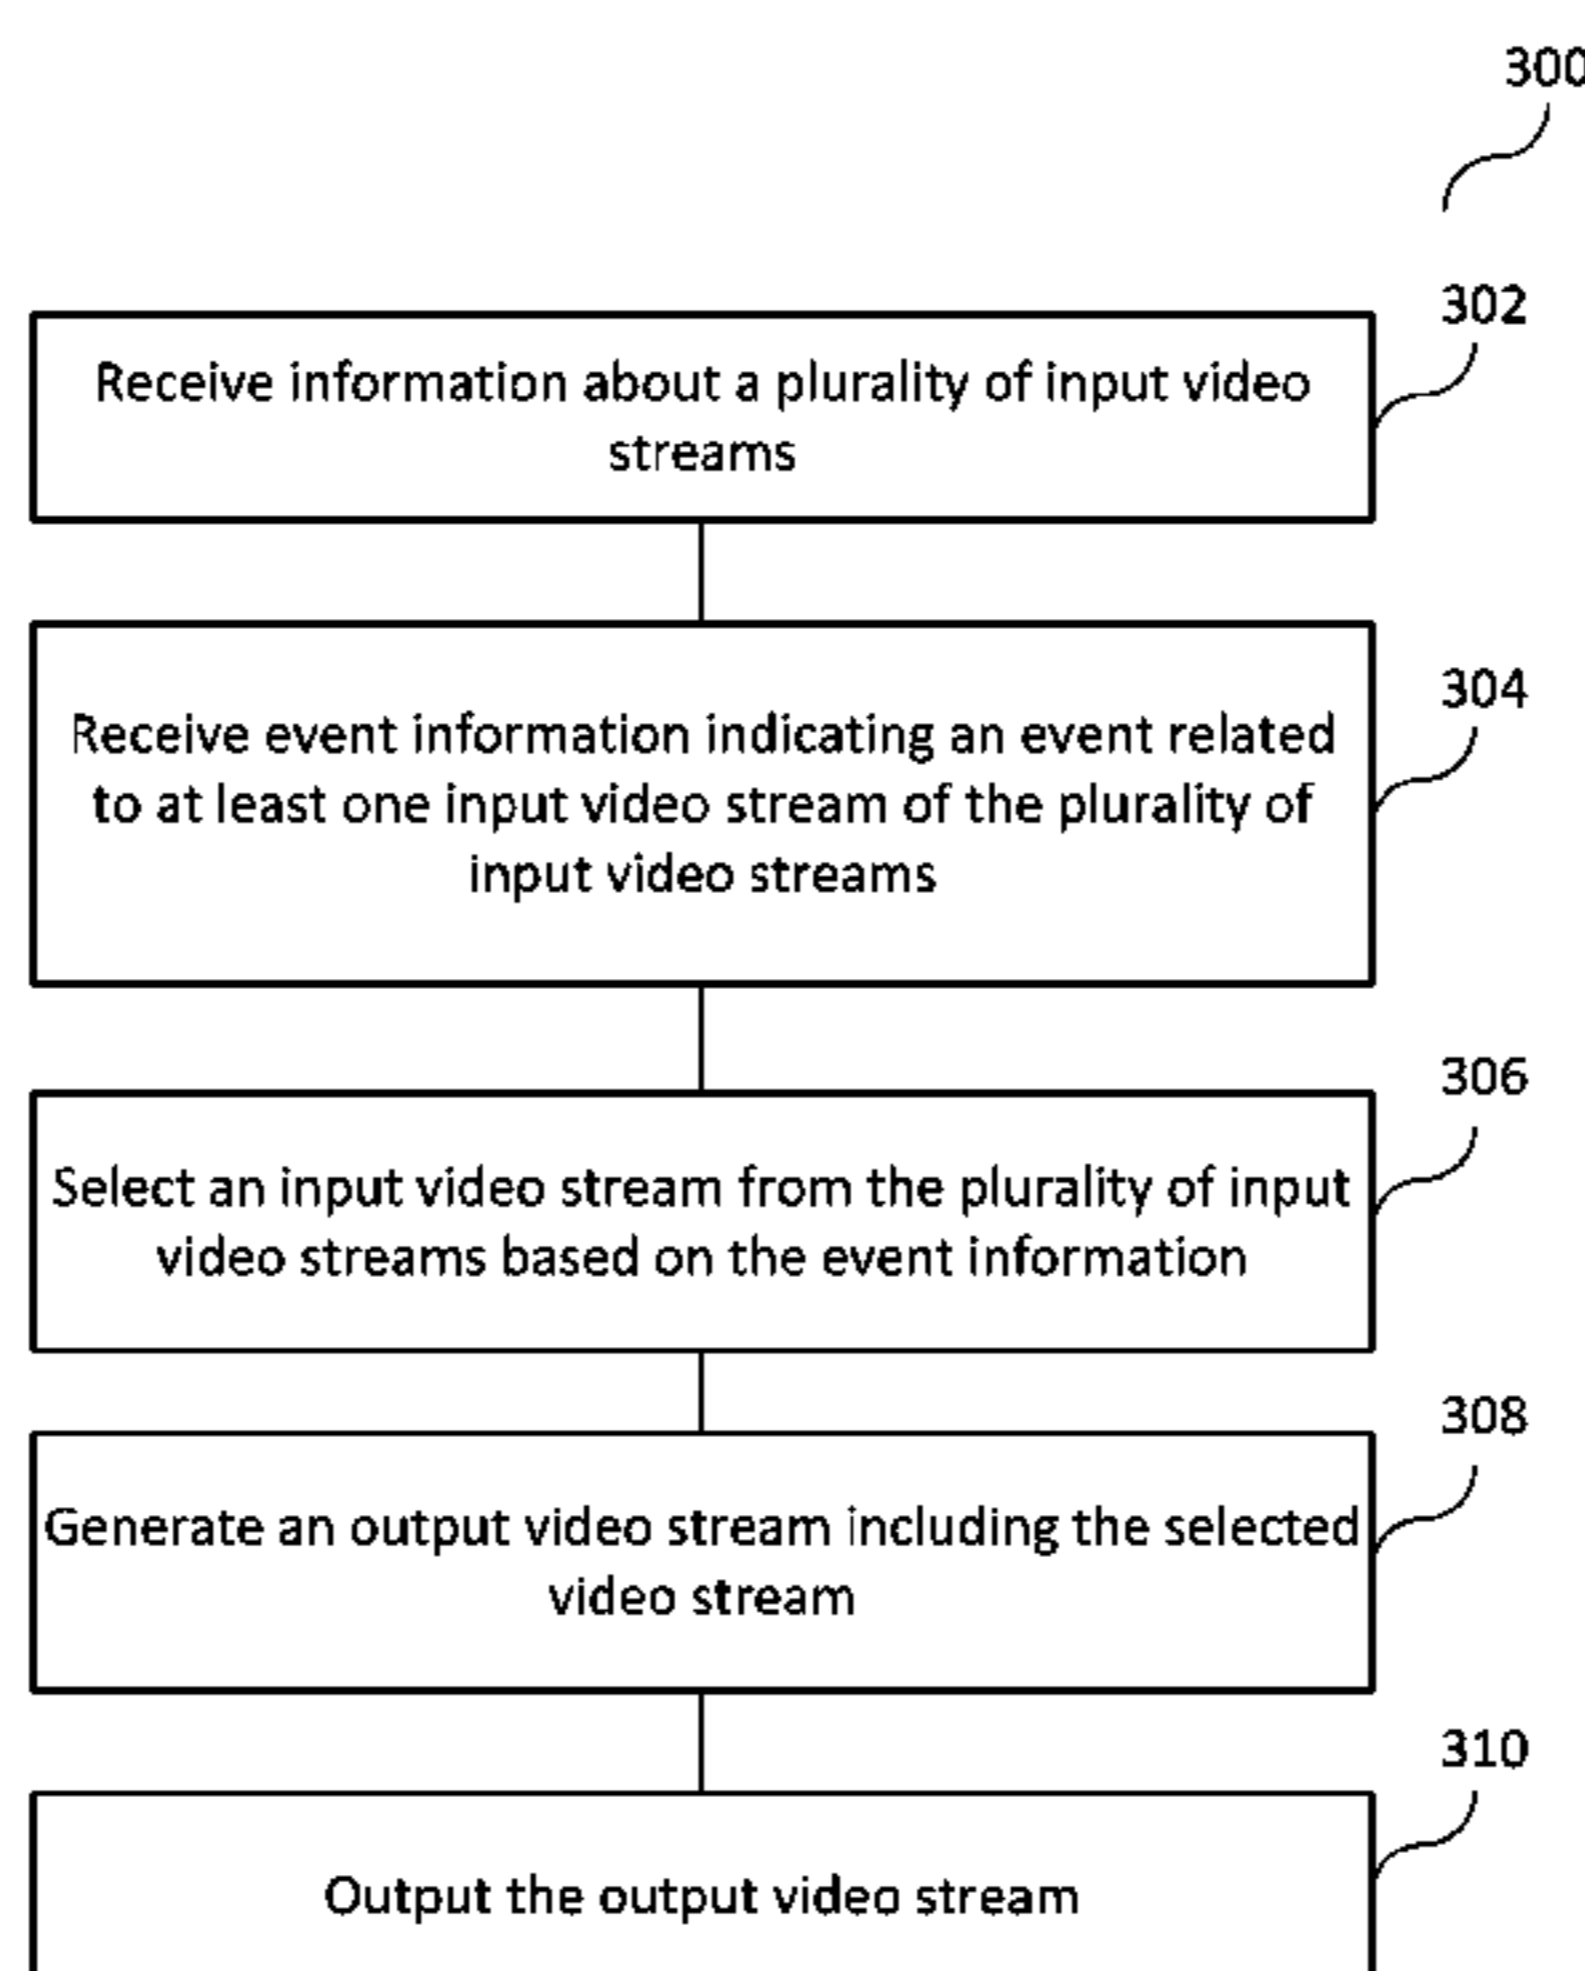 300
302
Receive information about a plurality of input video
streams
304
Receive event information indicating an event related
to at least one input video stream of the plurality of
input video streams
306
Select an input video stream from the plurality of input
video streams based on the event information
308
Generate an output video stream including the selected
video stream
310
Output the output video stream